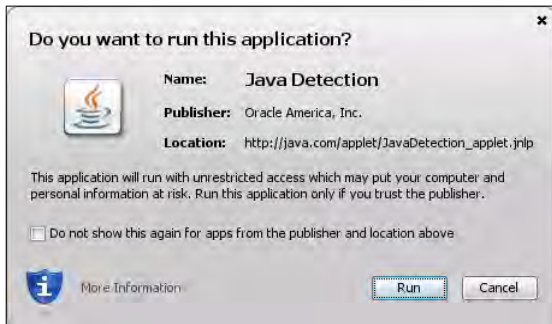 Do you want to run this application?
Name: Java Detection
Publisher: Oracle America, Inc.
Location: http://java.com/applet/JavaDetection_applet.jnlp
This application will run with unrestricted access which may put your computer and
personal information at risk. Run this application only if you trust the publisher.
Do not show this again for apps from the publisher and location above
More Information
Run
Cancel